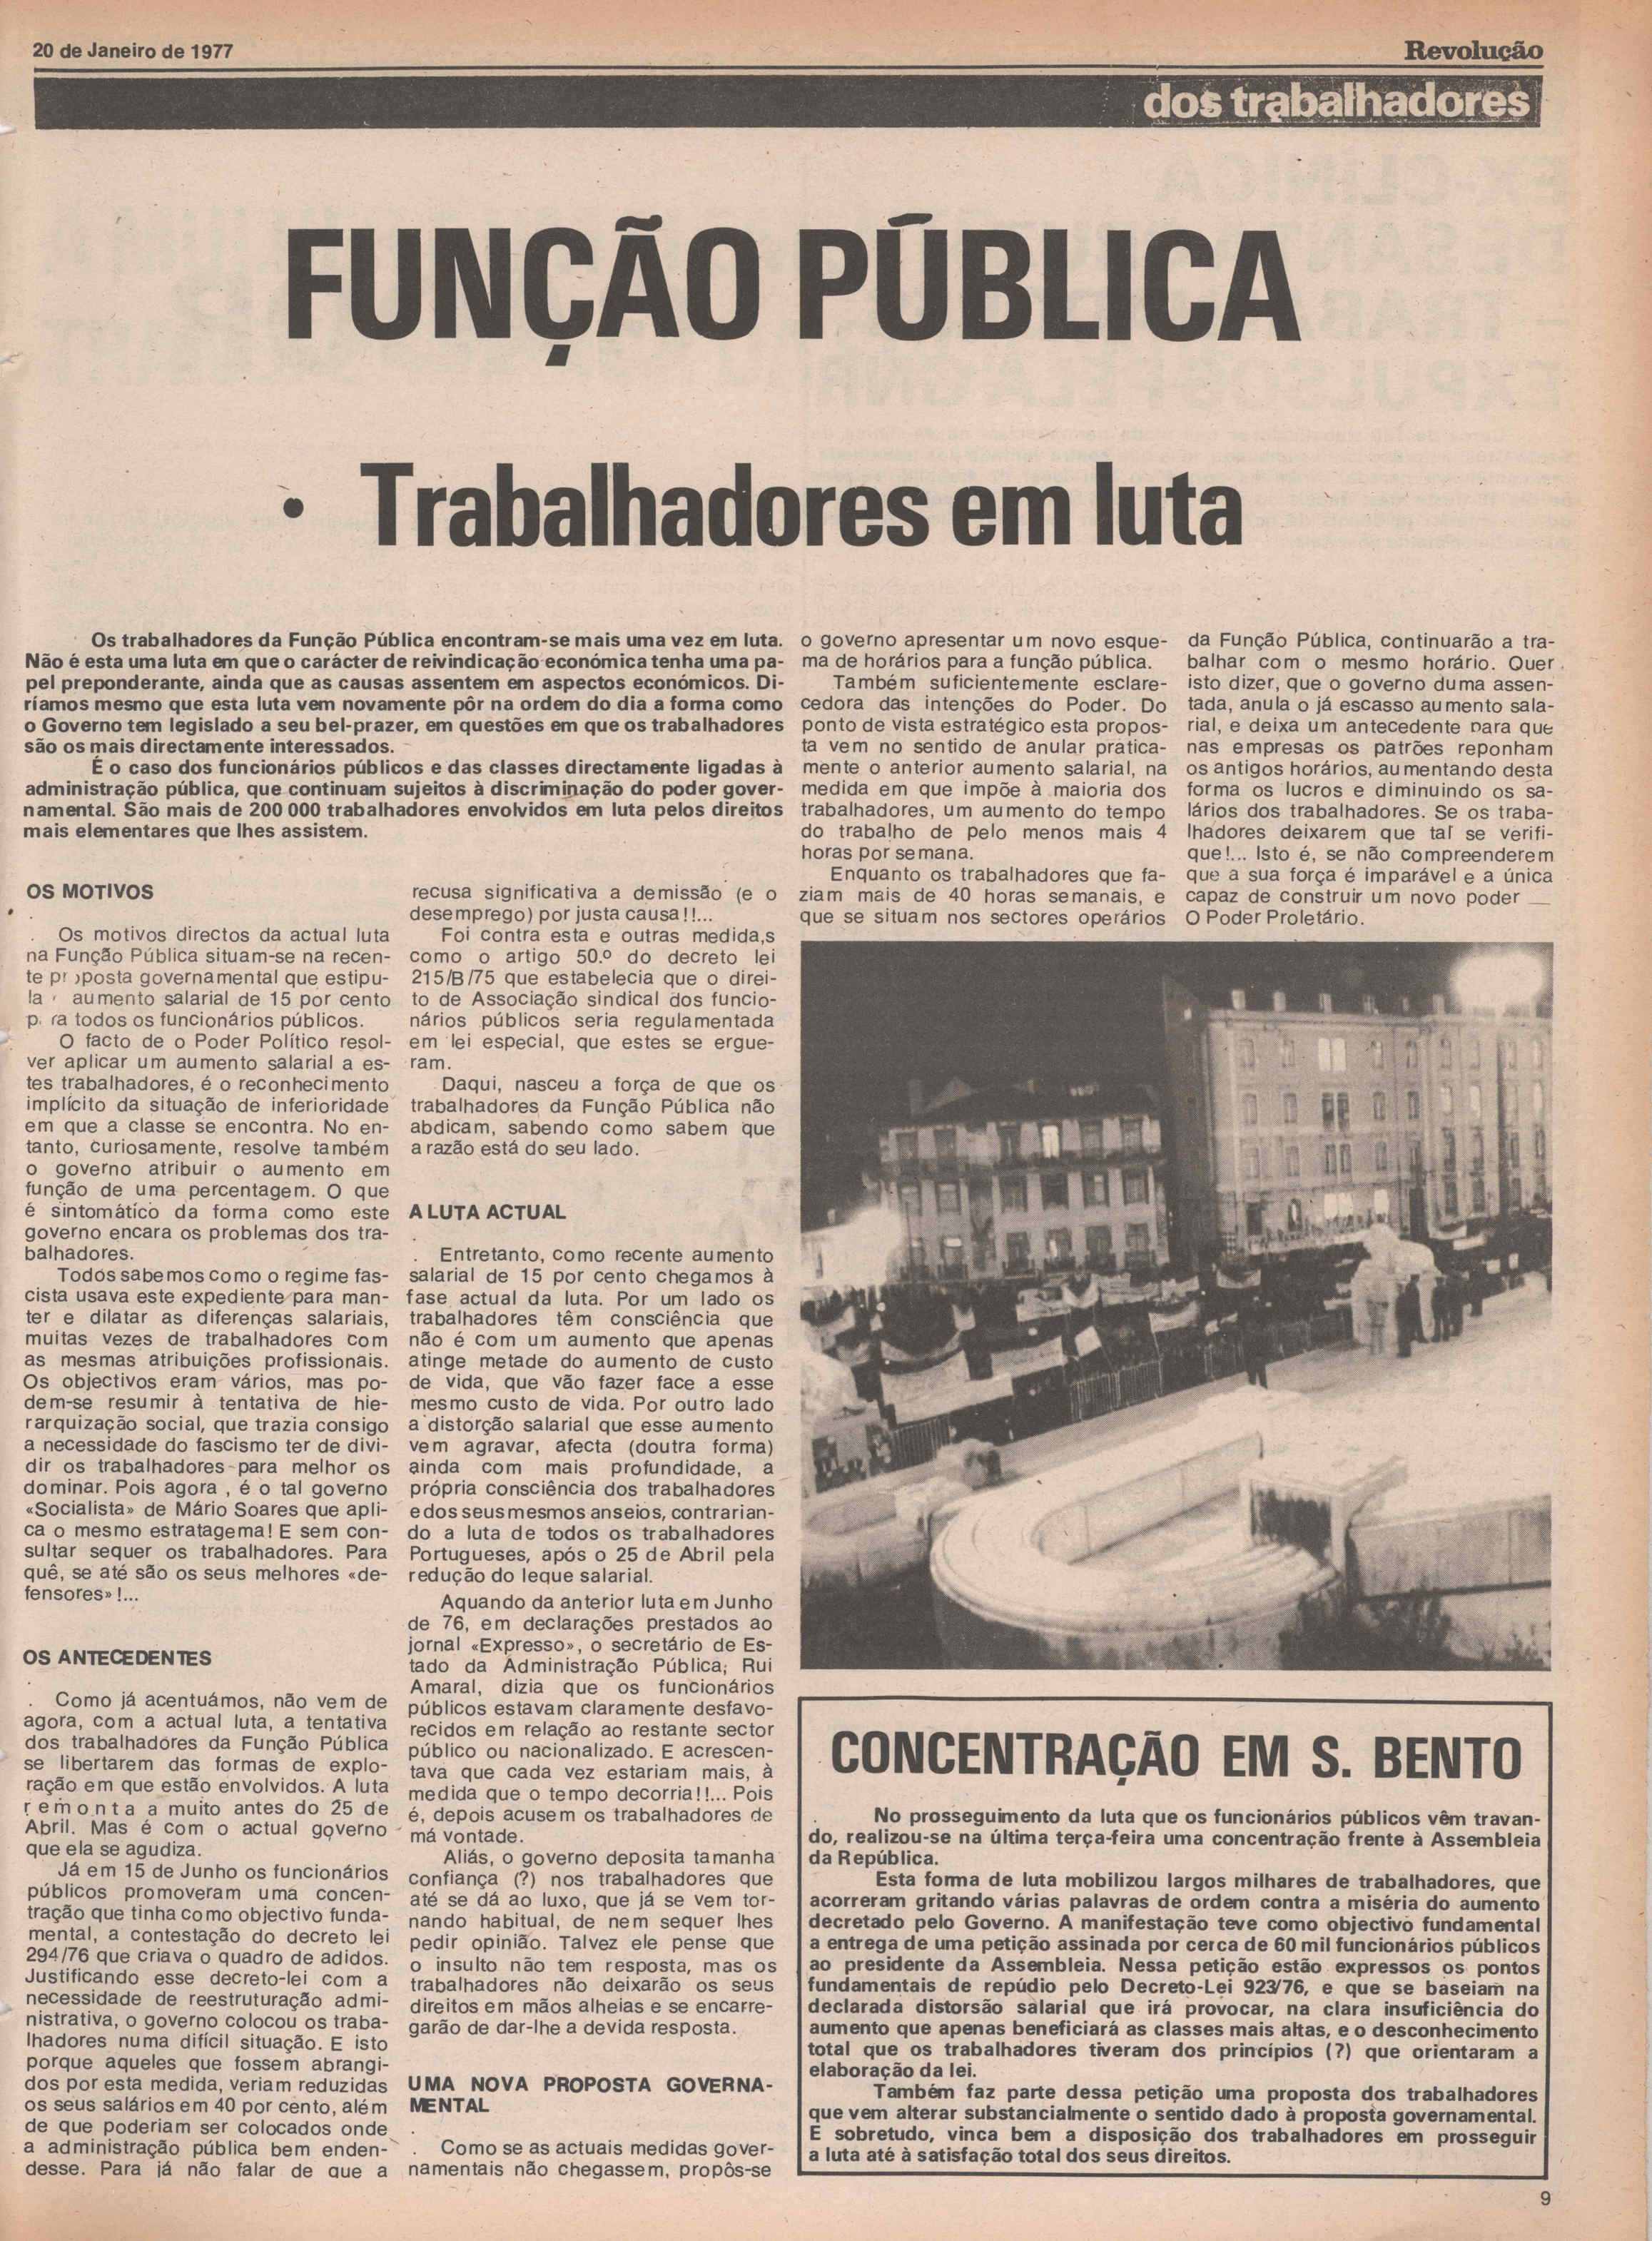 20 de Janeiro de 1977
Revolução
dos trabalhadores
FUNÇÃO PÚBLICA
• Trabalhadores em luta
Os trabalhadores da Função Pública encontram-se mais uma vez em luta.
Não é esta uma luta em que o carácter de reivindicação económica tenha uma pa-
pel preponderante, ainda que as causas assentem em aspectos económicos. Di-
ríamos mesmo que esta luta vem novamente pôr na ordem do dia a forma como
o Governo tem legislado a seu bel-prazer, em questões em que os trabalhadores
são os mais directamente interessados.
É o caso dos funcionários públicos e das classes directamente ligadas à
administração pública, que continuam sujeitos à discriminação do poder gover-
namental. São mais de 200 000 trabalhadores envolvidos em luta pelos direitos
mais elementares que lhes assistem.
OS MOTIVOS
Os motivos directos da actual luta
na Função Pública situam-se na recen-
te proposta governamental que estipu-
la aumento salarial de 15 por cento
para todos os funcionários públicos.
O facto de o Poder Político resol-
ver aplicar um aumento salarial a es-
tes trabalhadores, é o reconhecimento
implícito da situação de inferioridade
em que a classe se encontra. No en-
tanto, curiosamente, resolve também
o governo atribuir o aumento em
função de uma percentagem. O que
é sintomático da forma como este
governo encara os problemas dos tra-
balhadores.
Todos sabemos como o regime fas-
cista usava este expediente para man-
ter e dilatar as diferenças salariais,
muitas vezes de trabalhadores com
as mesmas atribuições profissionais.
Os objectivos eram vários, mas po-
dem-se resumir à tentativa de hie-
rarquização social, que trazia consigo
a necessidade do fascismo ter de divi-
dir os trabalhadores para melhor os
dominar. Pois agora , é o tal governo
«Socialista» de Mário Soares que apli-
ca o mesmo estratagema! E sem con-
sultar sequer os trabalhadores. Para
quê, se até são os seus melhores «de-
fensores»!...
OS ANTECEDENTES
Como já acentuámos, não vem de
agora, com a actual luta, a tentativa
dos trabalhadores da Função Pública
se libertarem das formas de explo-
ração em que estão envolvidos. A luta
remonta a muito antes do 25 de
Abril. Mas é com o actual governo
que ela se agudiza.
Já em 15 de Junho os funcionários
públicos promoveram uma concen-
tração que tinha como objectivo funda-
mental, a contestação do decreto lei
294/76 que criava o quadro de adidos.
Justificando esse decreto-lei com a
necessidade de reestruturação admi-
nistrativa, o governo colocou os traba-
lhadores numa difícil situação. E isto
porque aqueles que fossem abrangi-
dos por esta medida, veriam reduzidas
os seus salários em 40 por cento, além
de que poderiam ser colocados onde
a administração pública bem enden-
desse. Para já não falar de que a
recusa significativa a demissão (e o
desemprego) por justa causa!!...
Foi contra esta e outras medida,s
como o artigo 50.º do decreto lei
215/B/75 que estabelecia que o direi-
to de Associação sindical dos funcio-
nários públicos seria regulamentada
em lei especial, que estes se ergue-
ram.
Daqui, nasceu a força de que os
trabalhadores da Função Pública não
abdicam, sabendo como sabem que
a razão está do seu lado.
A LUTA ACTUAL
Entretanto, como recente aumento
salarial de 15 por cento chegamos à
fase actual da luta. Por um lado os
trabalhadores têm consciência que
não é com um aumento que apenas
atinge metade do aumento de custo
de vida, que vão fazer face a esse
mesmo custo de vida. Por outro lado
a distorção salarial que esse aumento
vem agravar, afecta (doutra forma)
ainda com mais profundidade, a
própria consciência dos trabalhadores
e dos seus mesmos anseios, contrarian-
do a luta de todos os trabalhadores
Portugueses, após o 25 de Abril pela
redução do leque salarial.
Aquando da anterior luta em Junho
de 76, em declarações prestados ao
jornal «Expresso», o secretário de Es-
tado da Administração Pública, Rui
Amaral, dizia que os funcionários
públicos estavam claramente desfavo-
recidos em relação ao restante sector
público ou nacionalizado. E acrescen-
tava que cada vez estariam mais, à
medida que o tempo decorria!!... Pois
é, depois acusem os trabalhadores de
má vontade.
Aliás, o governo deposita tamanha
confiança (?) nos trabalhadores que
até se dá ao luxo, que já se vem tor-
nando habitual, de nem sequer lhes
pedir opinião. Talvez ele pense que
o insulto não tem resposta, mas os
trabalhadores não deixarão os seus
direitos em mãos alheias e se encarre-
garão de dar-lhe a devida resposta.
UMA NOVA PROPOSTA GOVERNA-
MENTAL
Como se as actuais medidas gover-
namentais não chegassem, propôs-se
o governo apresentar um novo esque-
ma de horários para a função pública.
Também suficientemente esclare-
cedora das intenções do Poder. Do
ponto de vista estratégico esta propos-
ta vem no sentido de anular pratica-
mente o anterior aumento salarial, na
medida em que impõe à maioria dos
trabalhadores, um aumento do tempo
do trabalho de pelo menos mais 4
horas por semana.
Enquanto os trabalhadores que fa-
ziam mais de 40 horas semanais, e
que se situam nos sectores operários
da Função Pública, continuarão a tra-
balhar com o mesmo horário. Quer
isto dizer, que o governo duma assen-
tada, anula o já escasso aumento sala-
rial, e deixa um antecedente para que
nas empresas os patrões reponham
os antigos horários, aumentando desta
forma os lucros e diminuindo os sa-
lários dos trabalhadores. Se os traba-
lhadores deixarem que tal se verifi-
que!... Isto é, se não compreenderem
que a sua força é imparável e a única
capaz de construir um novo poder —
O Poder Proletário.
CONCENTRAÇÃO EM S. BENTO
No prosseguimento da luta que os funcionários públicos vêm travan-
do, realizou-se na última terça-feira uma concentração frente à Assembleia
da República.
Esta forma de luta mobilizou largos milhares de trabalhadores, que
acorreram gritando várias palavras de ordem contra a miséria do aumento
decretado pelo Governo. A manifestação teve como objectivo fundamental
a entrega de uma petição assinada por cerca de 60 mil funcionários públicos
ao presidente da Assembleia. Nessa petição estão expressos os pontos
fundamentais de repúdio pelo Decreto-Lei 923/76, e que se baseiam na
declarada distorsão salarial que irá provocar, na clara insuficiência do
aumento que apenas beneficiará as classes mais altas, e o desconhecimento
total que os trabalhadores tiveram dos princípios (?) que orientaram a
elaboração da lei.
Também faz parte dessa petição uma proposta dos trabalhadores
que vem alterar substancialmente o sentido dado à proposta governamental.
E sobretudo, vinca bem a disposição dos trabalhadores em prosseguir
a luta até à satisfação total dos seus direitos.
9